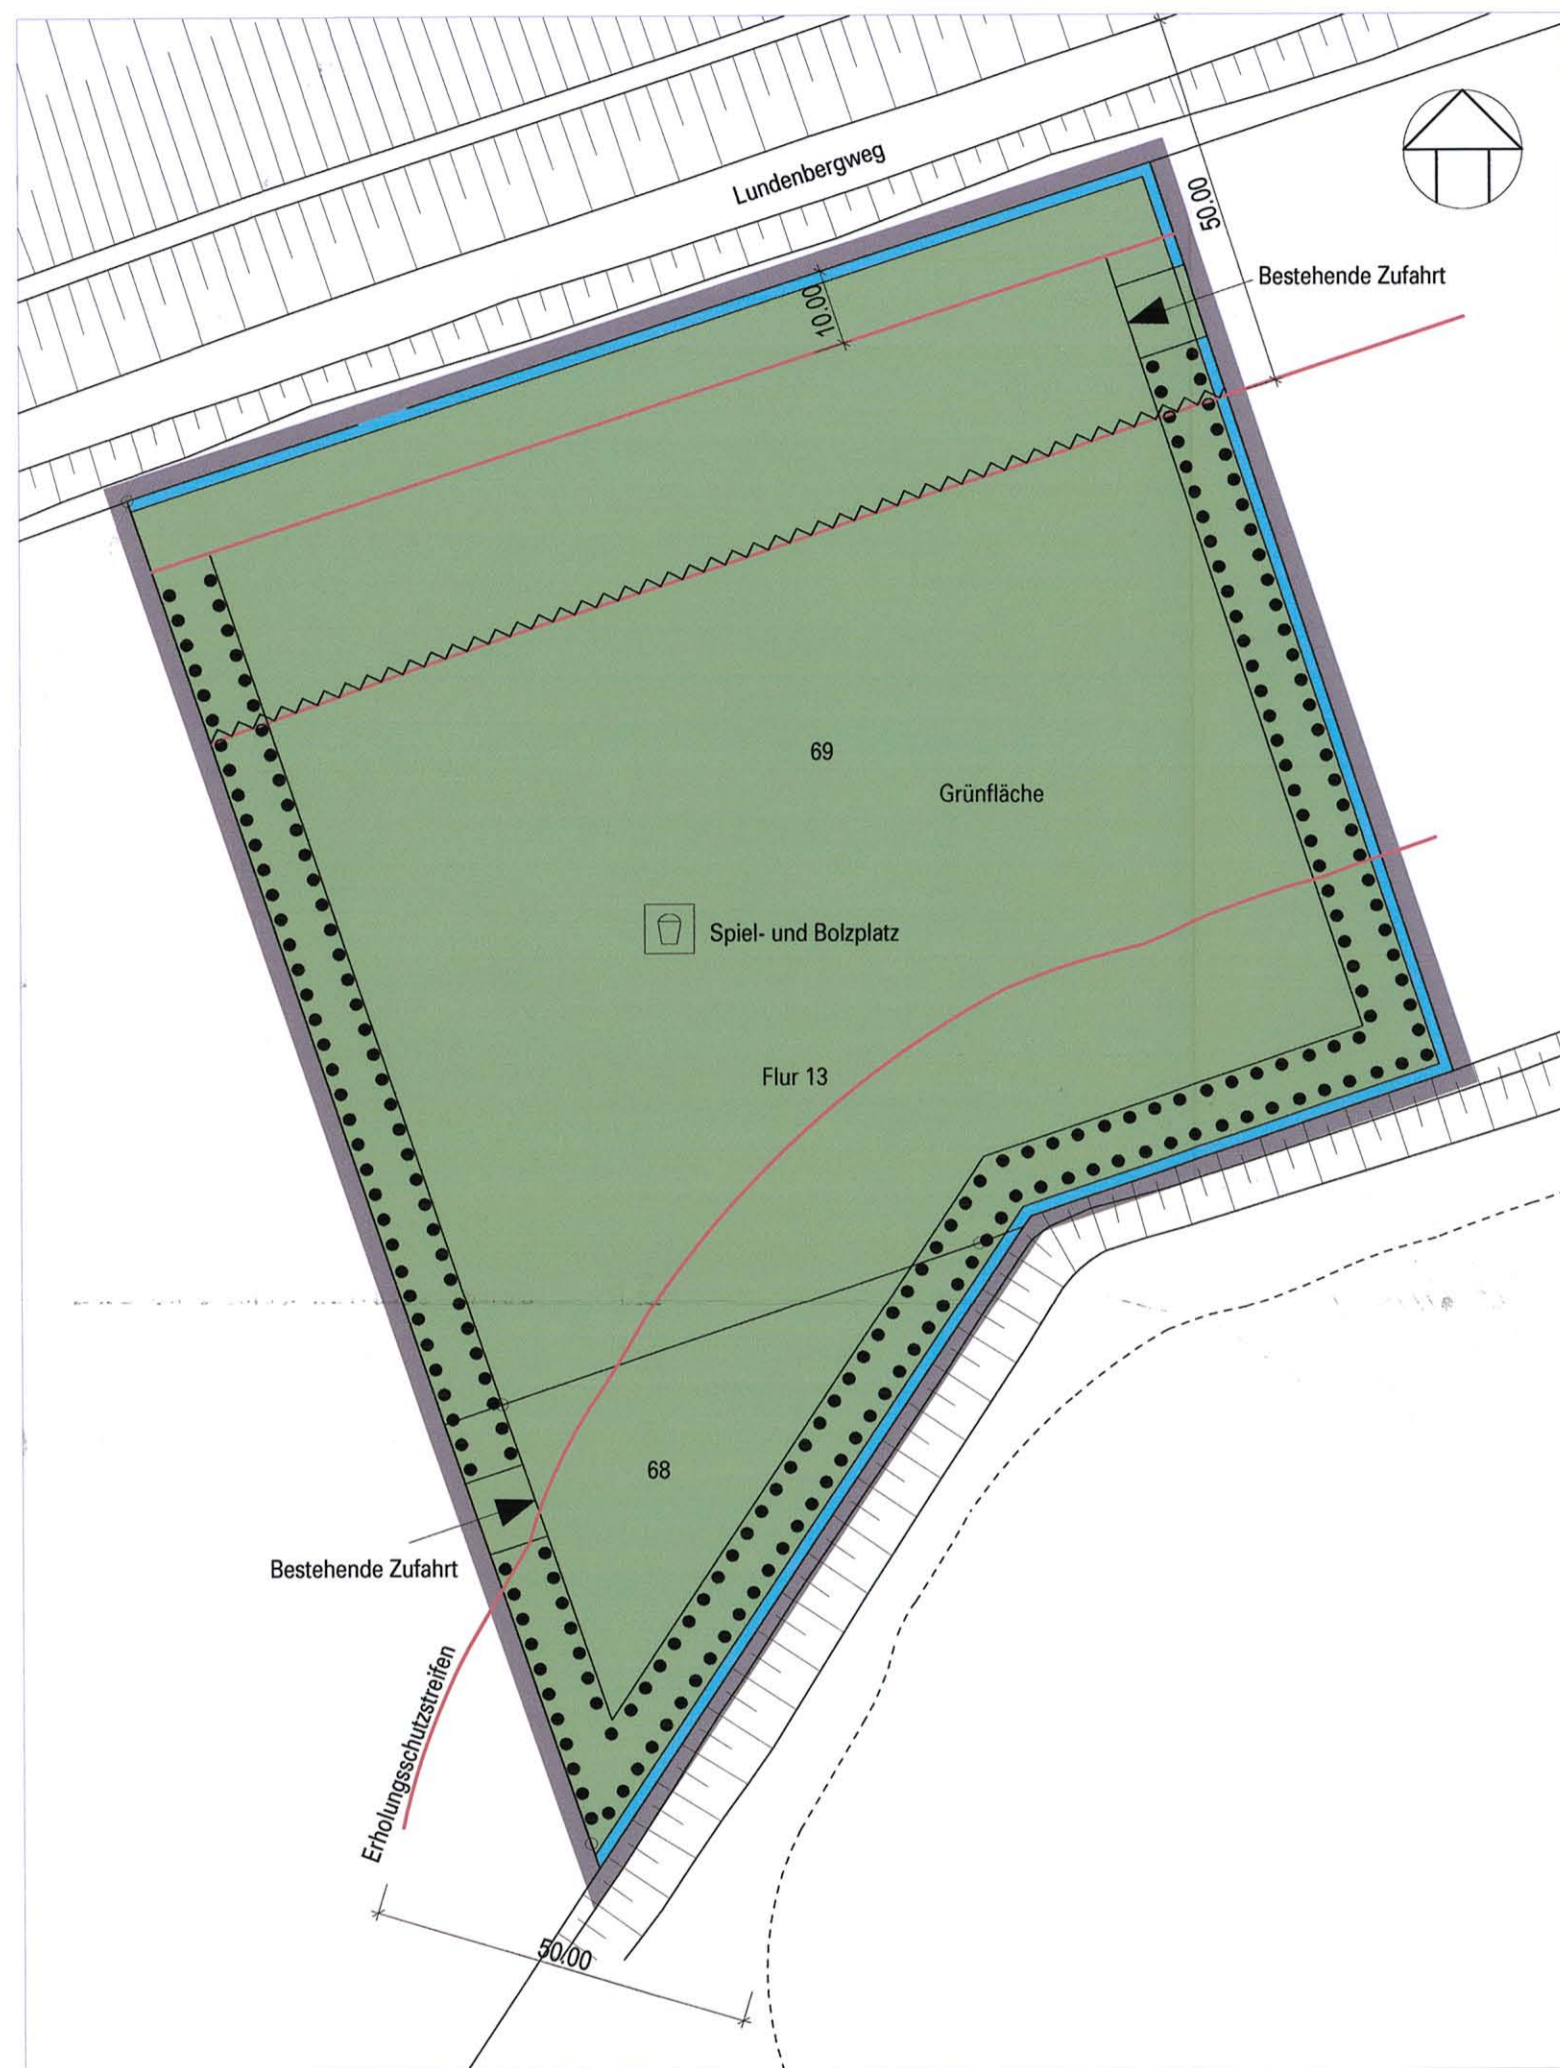 Lundenbergweg
50.00
Bestehende Zufahrt
10.00
69
Grünfläche
Spiel- und Bolzplatz
Flur 13
68
Bestehende Zufahrt
Erholungsschutzstreifen
50.00